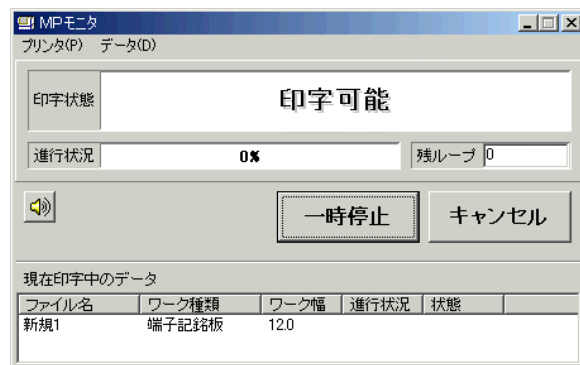 MPモニタ
プリンタ(P) データ(D)
印字状態 印字可能
進行状況 0% 残ループ 0
一時停止 キャンセル
現在印字中のデータ
ファイル名 ワーク種類 ワーク幅 進行状況 状態
新規1 端子記銘板 12.0